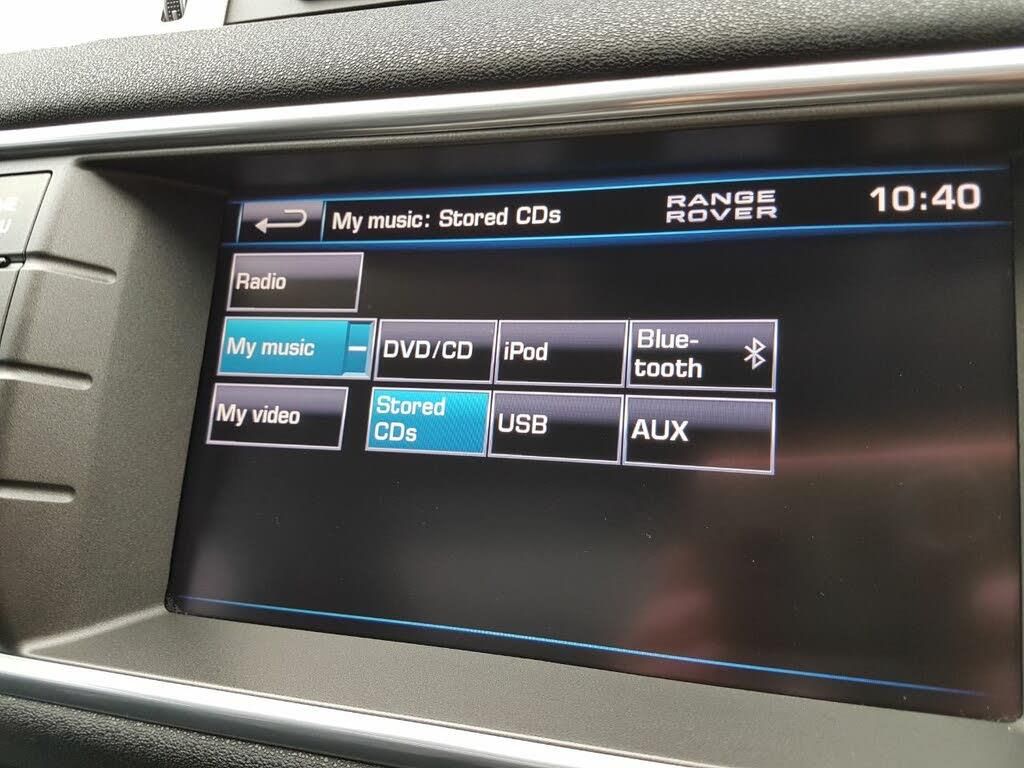 My music: Stored CDs
RANGE
ROVER
10:40
Radio
My music
DVD/CD
iPod
Blue-
tooth
My video
Stored
CDs
USB
AUX